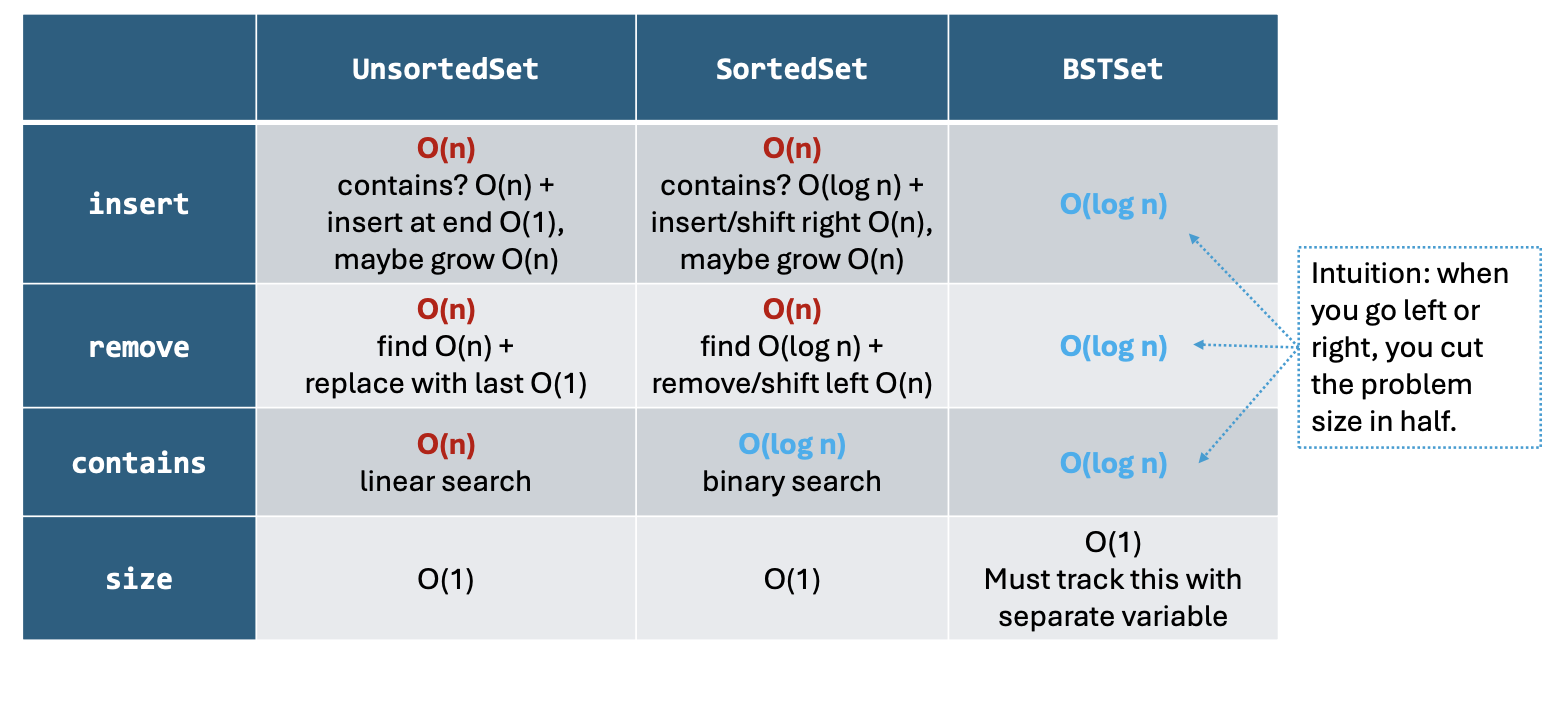 UnsortedSet
SortedSet
BSTSet
insert
O(n)
contains? O(n) +
insert at end O(1),
maybe grow O(n)
O(n)
contains? O(log n) +
insert/shift right O(n),
maybe grow O(n)
O(log n)
remove
O(n)
find O(n) +
replace with last O(1)
O(n)
find O(log n) +
remove/shift left O(n)
O(log n)
contains
O(n)
linear search
O(log n)
binary search
O(log n)
size
O(1)
O(1)
O(1)
Must track this with
separate variable
Intuition: when
you go left or
right, you cut
the problem
size in half.